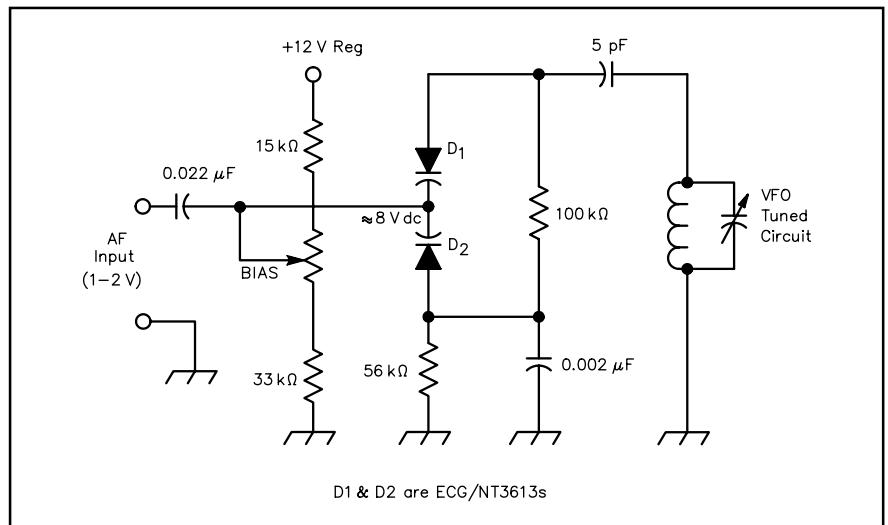 +12 V Reg
5 pF
15 kΩ
D1
0.022 µF
≈8 V dc
100 kΩ
VFO
Tuned
Circuit
AF
Input
(1–2 V)
BIAS
D2
33 kΩ
56 kΩ
0.002 µF
D1 & D2 are ECG/NT3613s